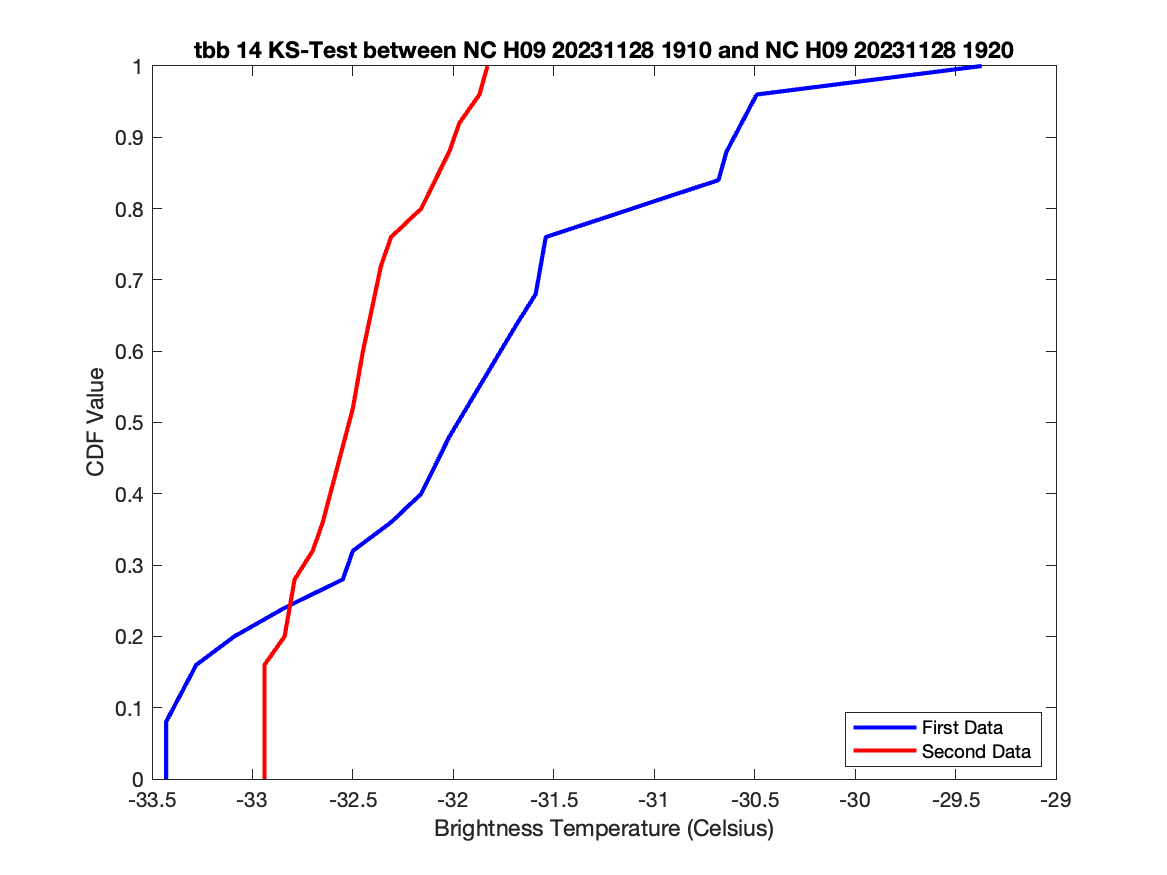 tbb 14 KS-Test between NC H09 20231128 1910 and NC H09 20231128 1920
1
0.9
0.8
0.7
0.6
0.5
0.4
0.3
0.2
0.1
0
CDF Value
First Data
Second Data
-33.5 -33 -32.5 -32 -31.5 -31 -30.5 -30 -29.5 -29
Brightness Temperature (Celsius)